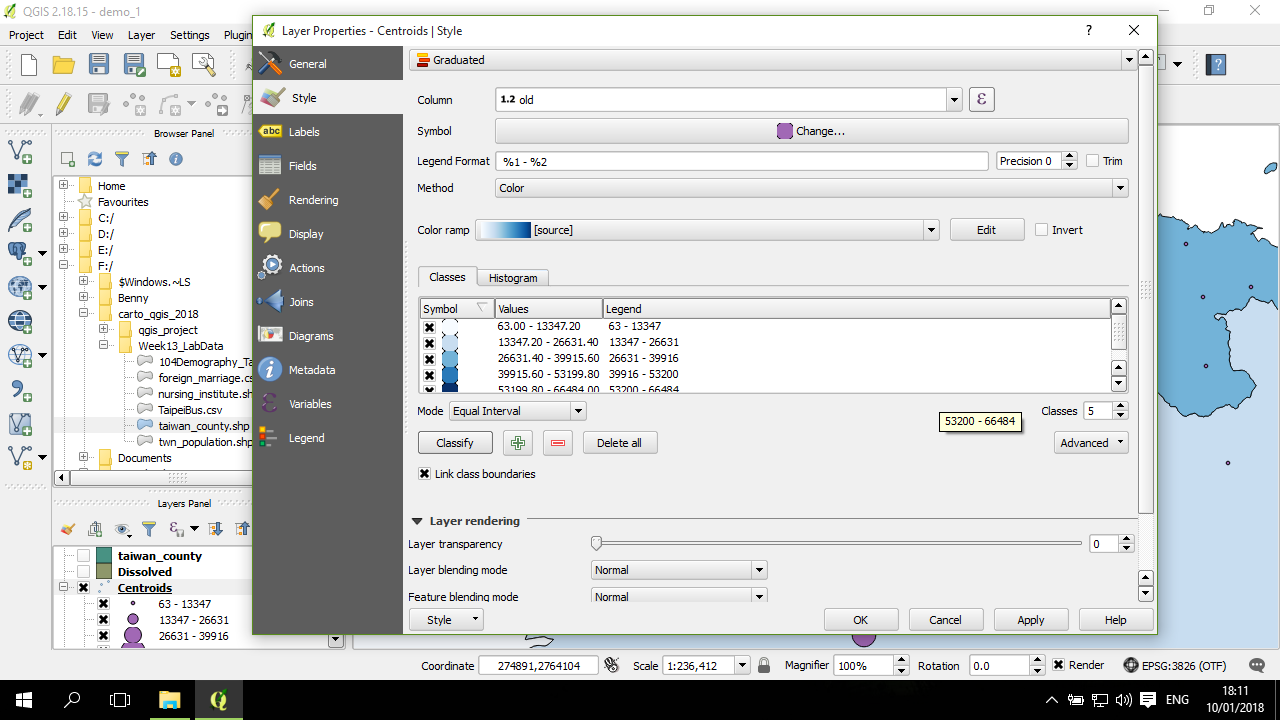 QGIS 2.18.15 - demo_1
Project Edit View Layer Settings Plugin
Layer Properties - Centroids | Style
General
Style
Labels
Fields
Rendering
Display
Actions
Joins
Diagrams
Metadata
Variables
Legend
Graduated
Column 1.2 old ε
Symbol Change...
Legend Format %1 - %2 Precision 0 Trim
Method Color
Color ramp [source] Edit Invert
Classes Histogram
Symbol Values Legend
63.00 - 13347.20 63 - 13347
13347.20 - 26631.40 13347 - 26631
26631.40 - 39915.60 26631 - 39916
39915.60 - 53199.80 39916 - 53200
53199.80 - 66484.00 53200 - 66484
Mode Equal Interval Classes 5
53200 - 66484
Classify Delete all Advanced
Link class boundaries
Layer rendering
Layer transparency 0
Layer blending mode Normal
Feature blending mode Normal
Style OK Cancel Apply Help
Browser Panel
Home
Favourites
C:/
D:/
E:/
F:/
$Windows.~LS
Benny
carto_qgis_2018
qgis_project
Week13_LabData
104Demography_Ta
foreign_marriage.cs
nursing_institute.sh
TaipeiBus.csv
taiwan_county.shp
twn_population.shp
Documents
Layers Panel
taiwan_county
Dissolved
Centroids
63 - 13347
13347 - 26631
26631 - 39916
Coordinate 274891,2764104 Scale 1:236,412 Magnifier 100% Rotation 0.0 Render EPSG:3826 (OTF)
ENG
18:11
10/01/2018